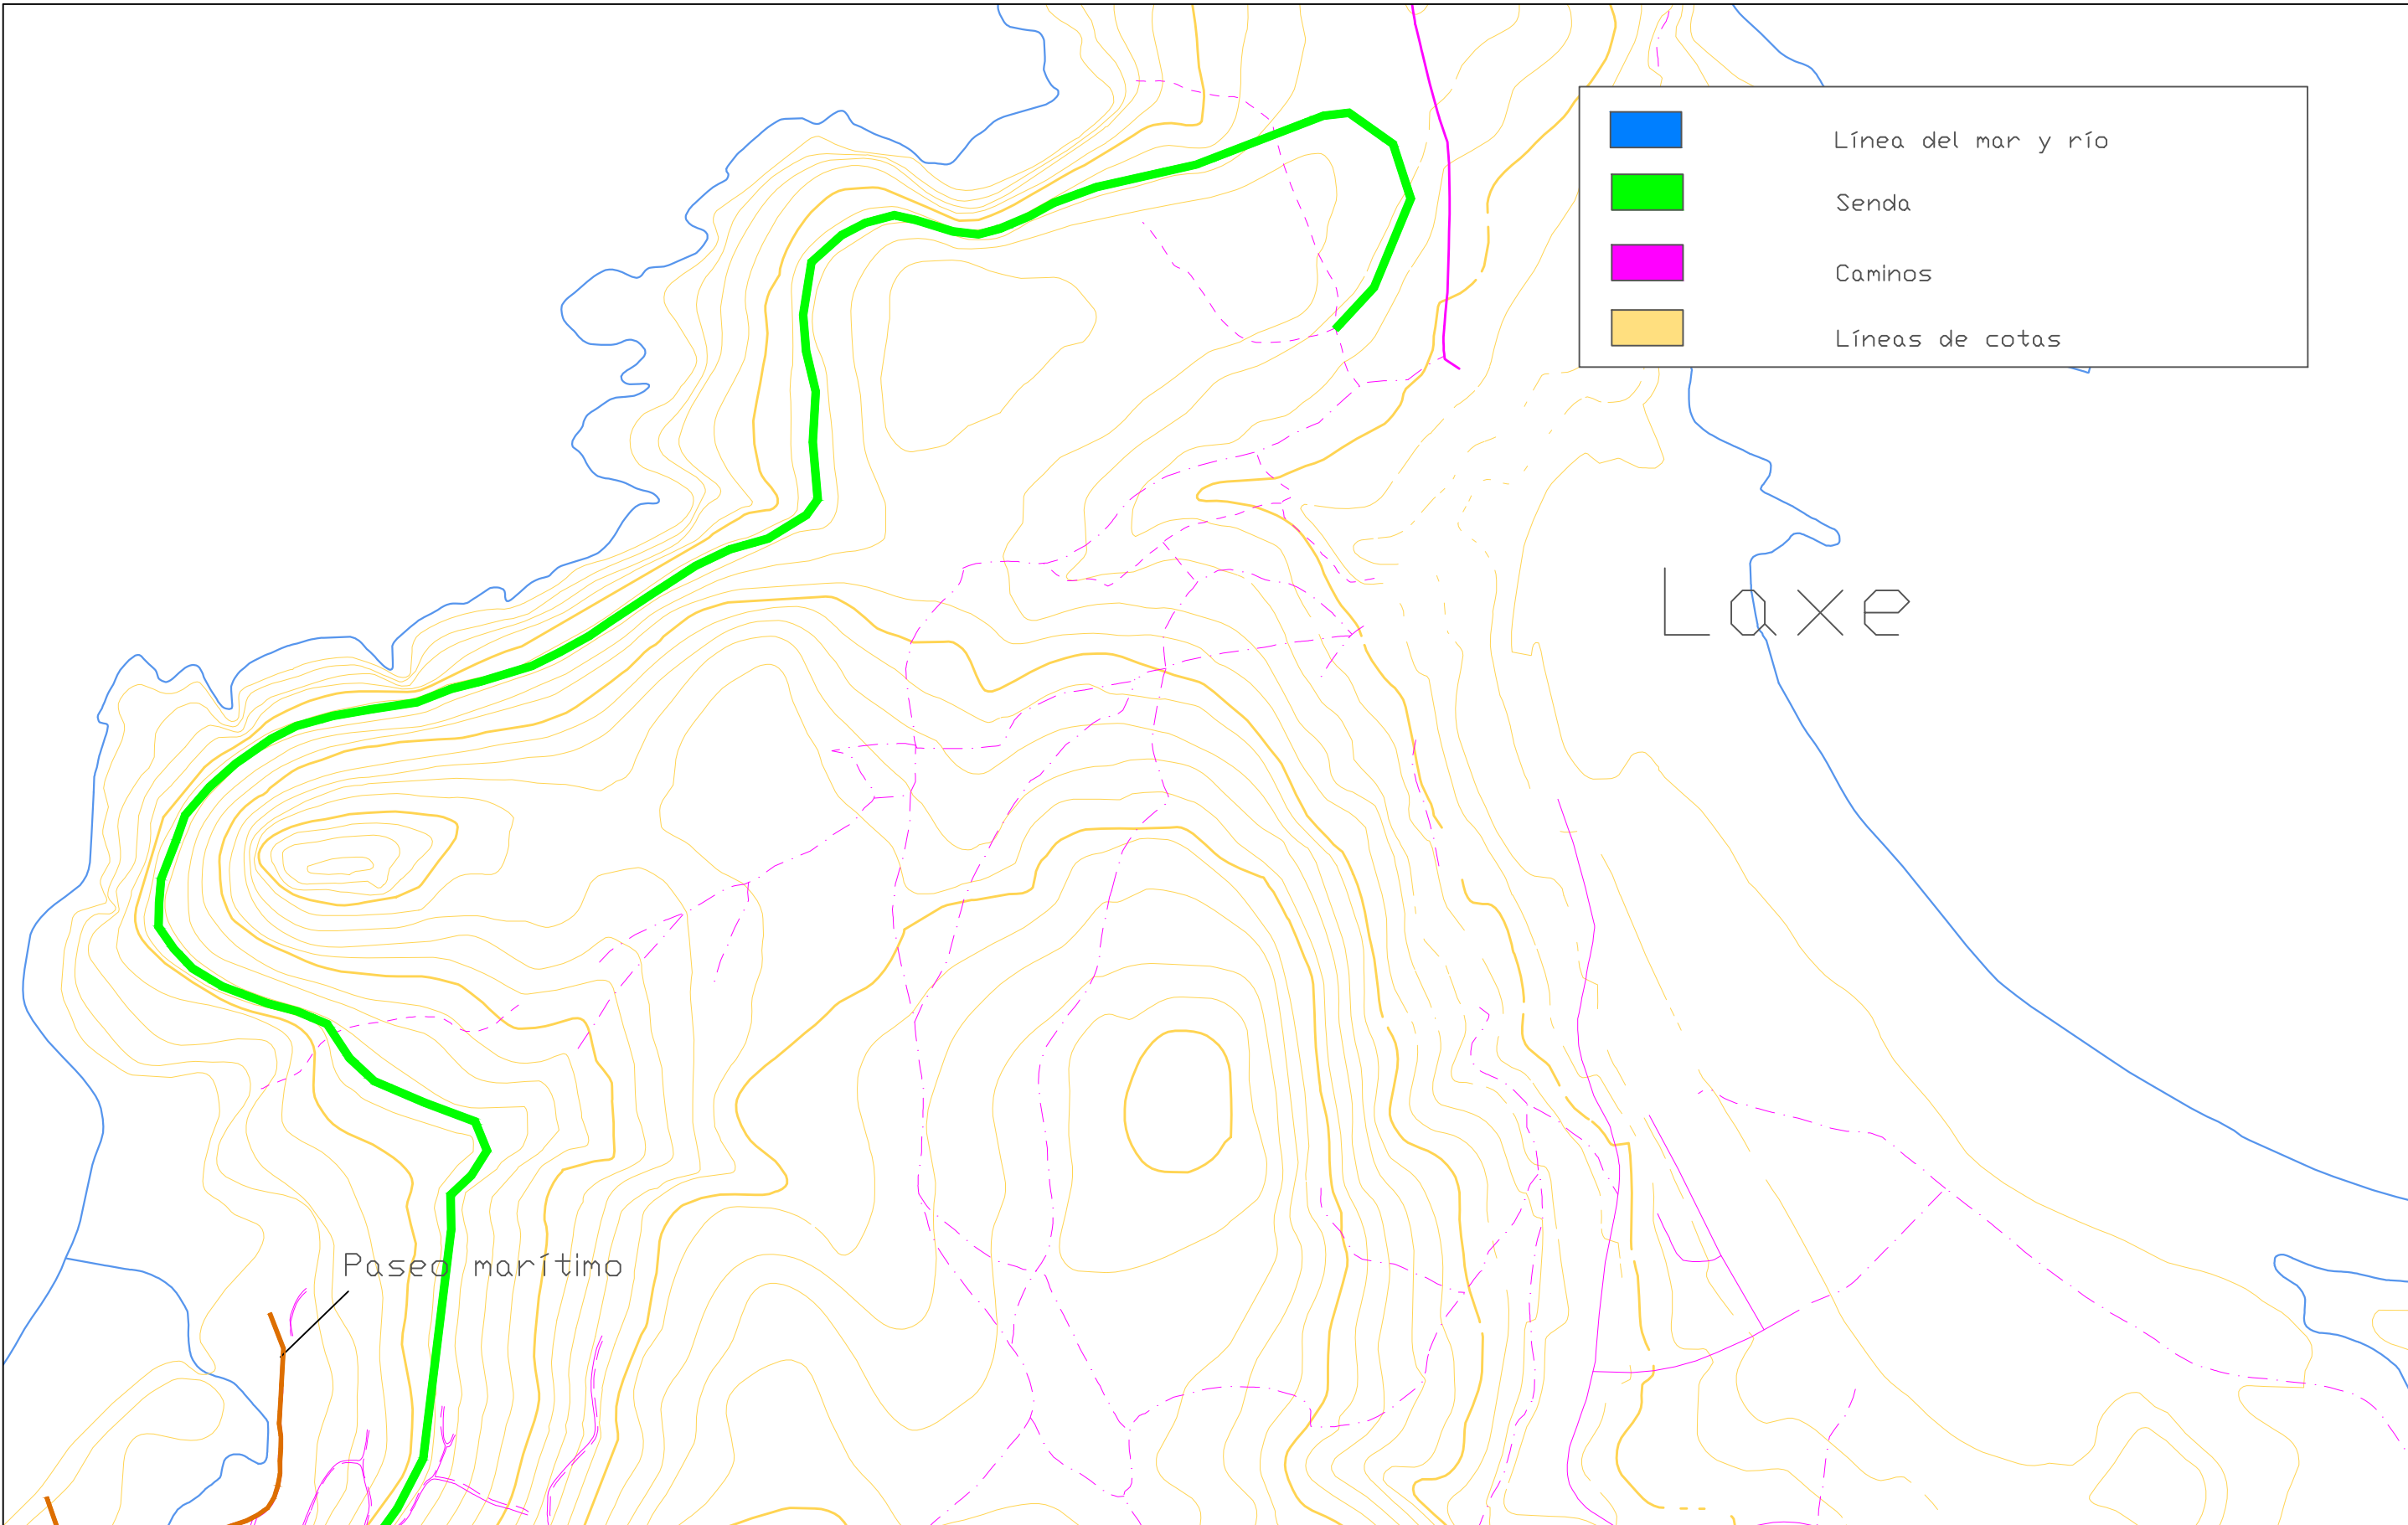 Línea del mar y río
Senda
Caminos
Líneas de cotas
Laxe
Paseo marítimo